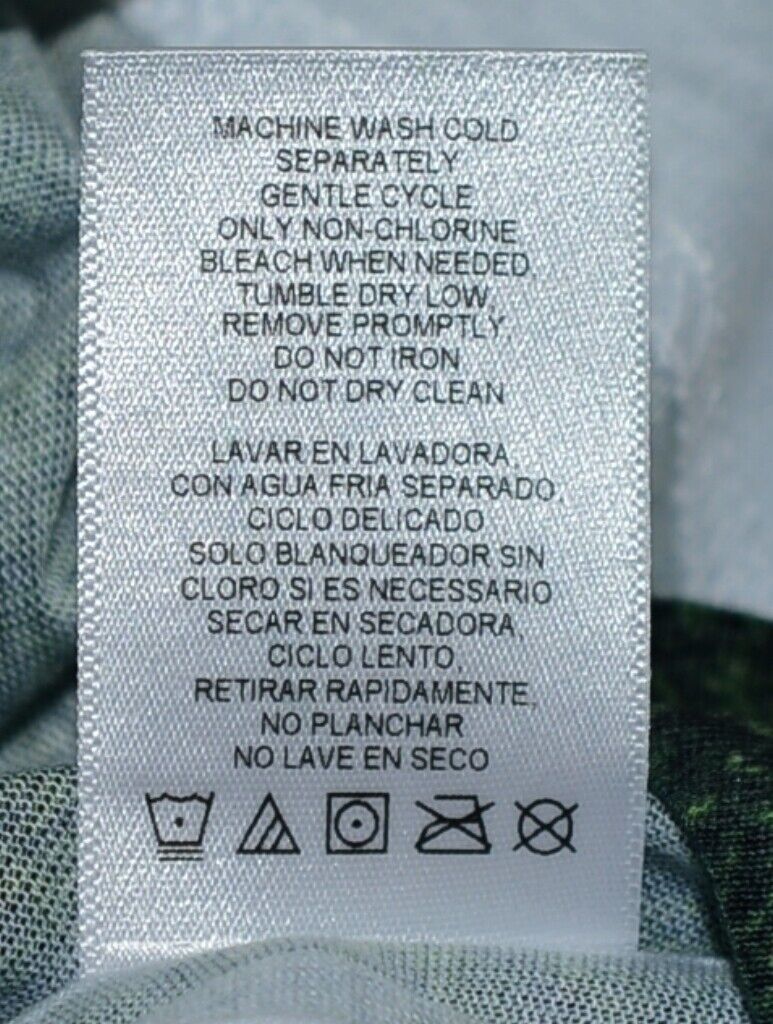 MACHINE WASH COLD
SEPARATELY
GENTLE CYCLE
ONLY NON-CHLORINE
BLEACH WHEN NEEDED,
TUMBLE DRY LOW,
REMOVE PROMPTLY,
DO NOT IRON
DO NOT DRY CLEAN
LAVAR EN LAVADORA,
CON AGUA FRIA SEPARADO,
CICLO DELICADO
SOLO BLANQUEADOR SIN
CLORO SI ES NECESSARIO
SECAR EN SECADORA,
CICLO LENTO,
RETIRAR RAPIDAMENTE,
NO PLANCHAR
NO LAVE EN SECO